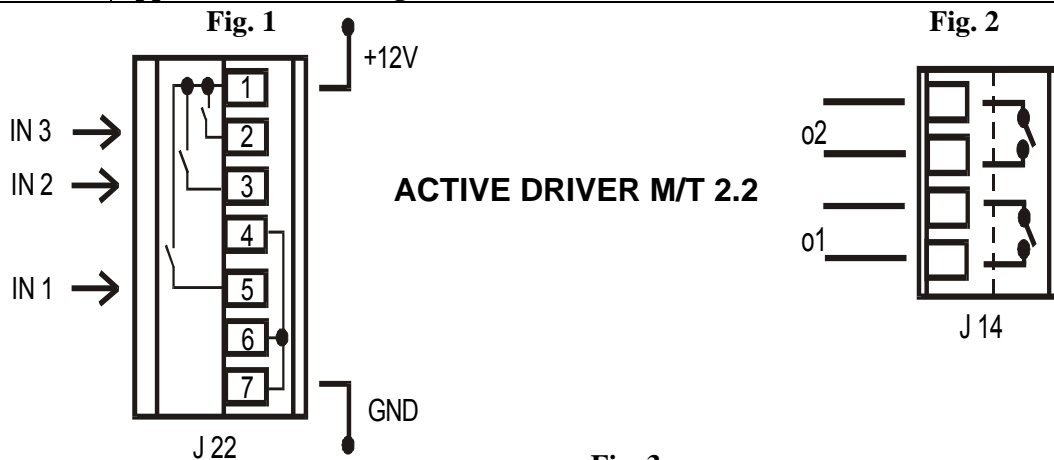 Fig. 1
Fig. 2
+12V
1
IN 3
2
o2
IN 2
3
ACTIVE DRIVER M/T 2.2
4
o1
IN 1
5
6
J 14
7
GND
J 22